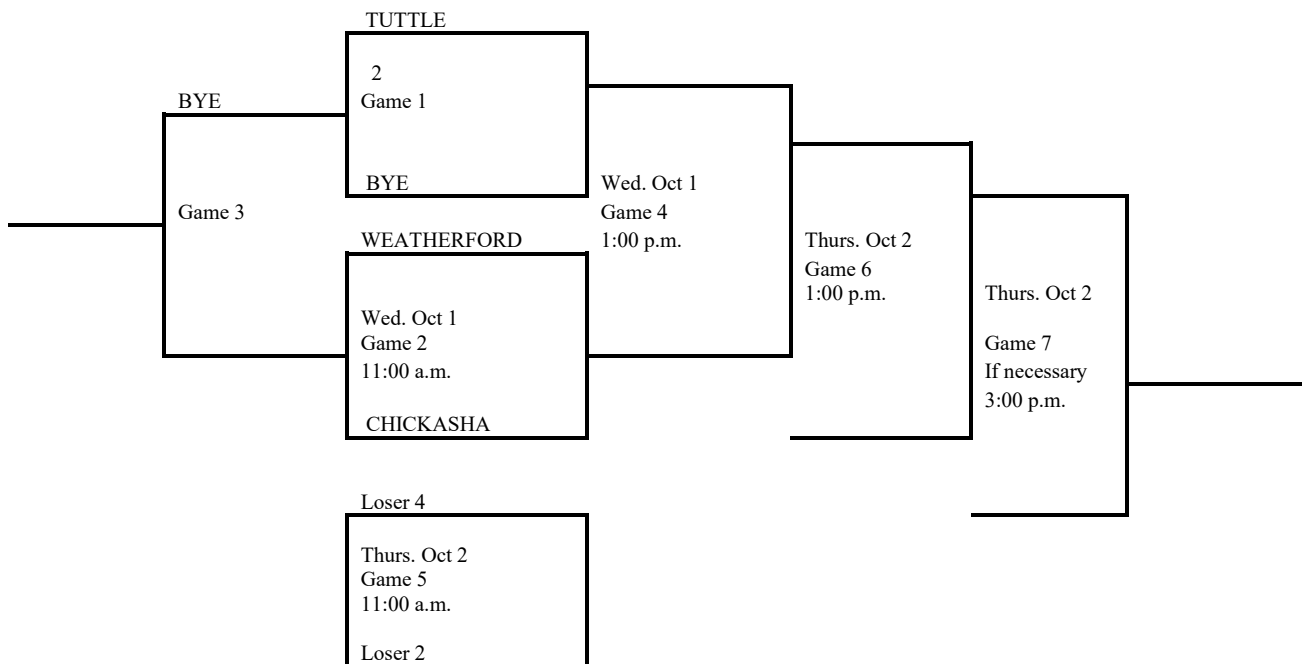 TUTTLE
2
Game 1
BYE
BYE
Game 3
WEATHERFORD
Wed. Oct 1
Game 2
11:00 a.m.
CHICKASHA
Wed. Oct 1
Game 4
1:00 p.m.
Thurs. Oct 2
Game 6
1:00 p.m.
Thurs. Oct 2
Game 7
If necessary
3:00 p.m.
Loser 4
Thurs. Oct 2
Game 5
11:00 a.m.
Loser 2